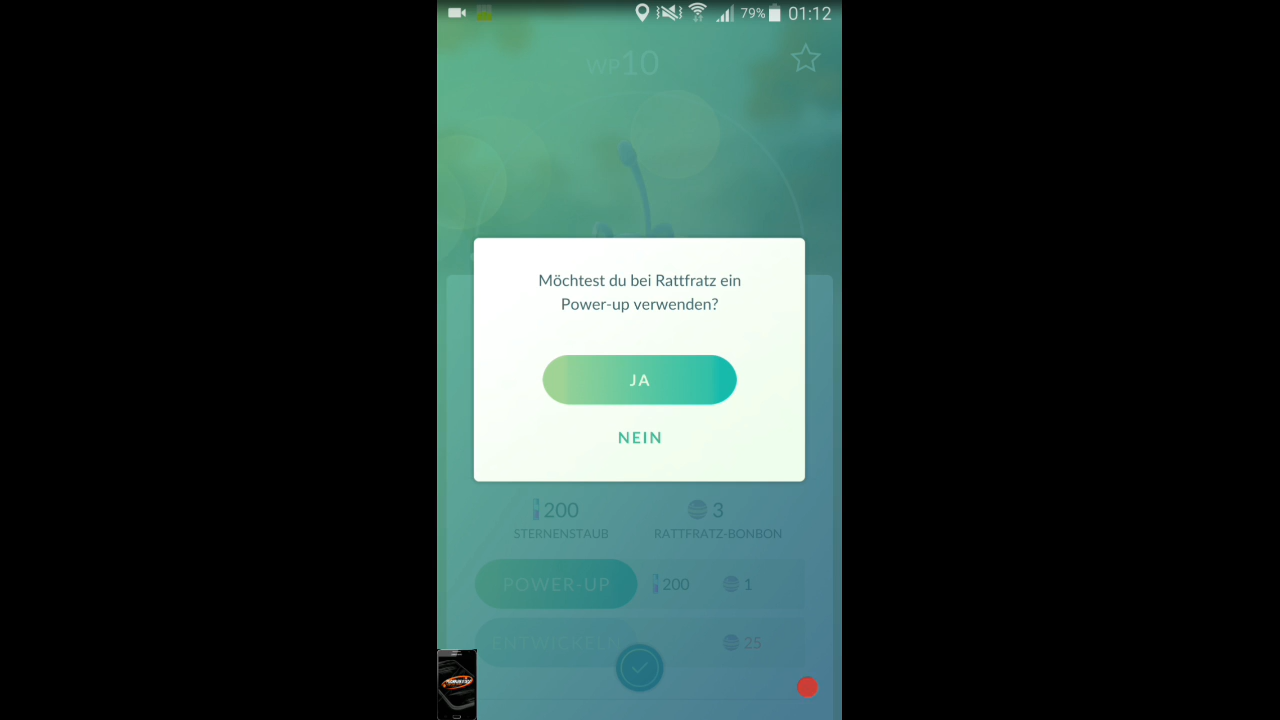 79% 01:12
WP10
Möchtest du bei Rattfratz ein
Power-up verwenden?
JA
NEIN
200 3
STERNENSTAUB RATTFRATZ-BONBON
POWER-UP 200 1
ENTWICKELN 25